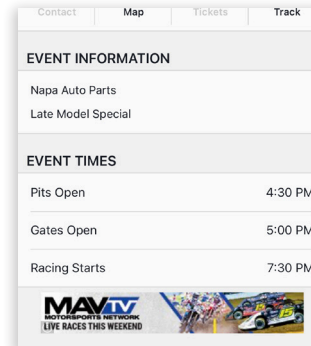 Contact Map Tickets Track
EVENT INFORMATION
Napa Auto Parts
Late Model Special
EVENT TIMES
Pits Open 4:30 PM
Gates Open 5:00 PM
Racing Starts 7:30 PM
MAVTV
MOTORSPORTS NETWORK
LIVE RACES THIS WEEKEND
15